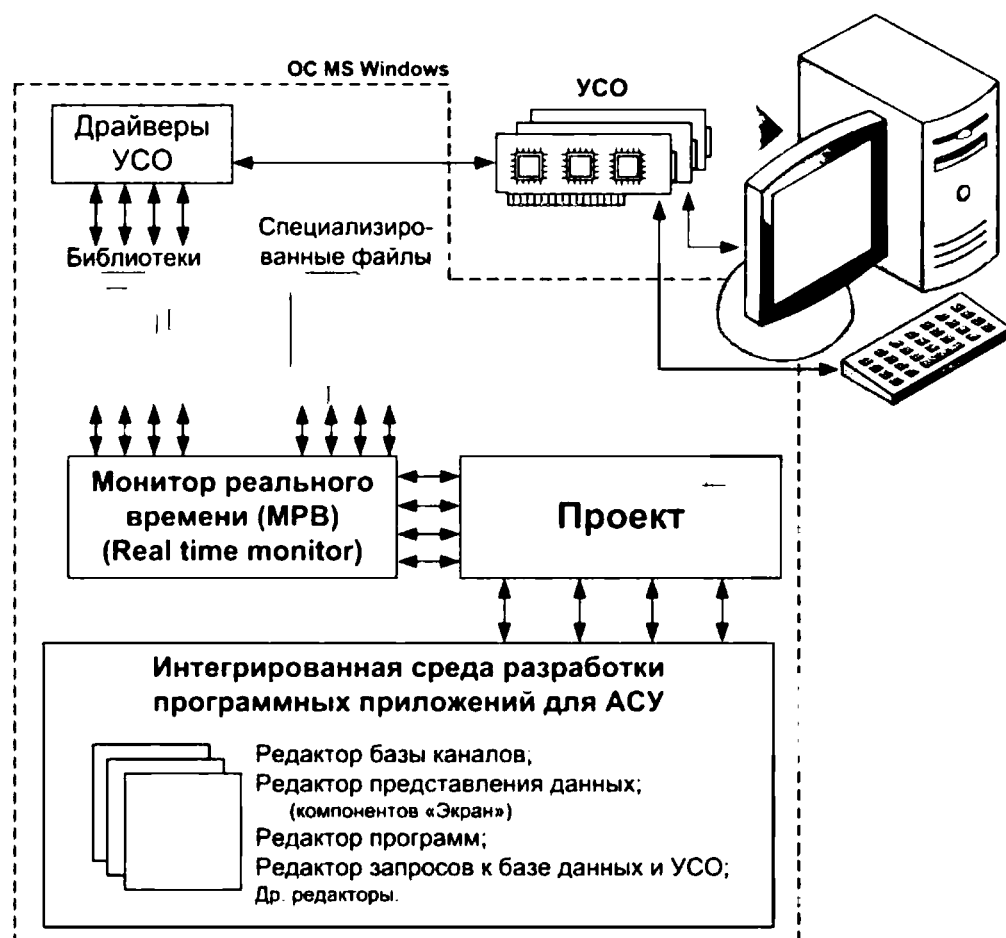 ОС MS Windows
УСО
Драйверы
УСО
Специализиро-
ванные файлы
Библиотеки
Монитор реального
времени (МРВ)
(Real time monitor)
Проект
Интегрированная среда разработки
программных приложений для АСУ
Редактор базы каналов;
Редактор представления данных;
(компонентов «Экран»)
Редактор программ;
Редактор запросов к базе данных и УСО;
Др. редакторы.